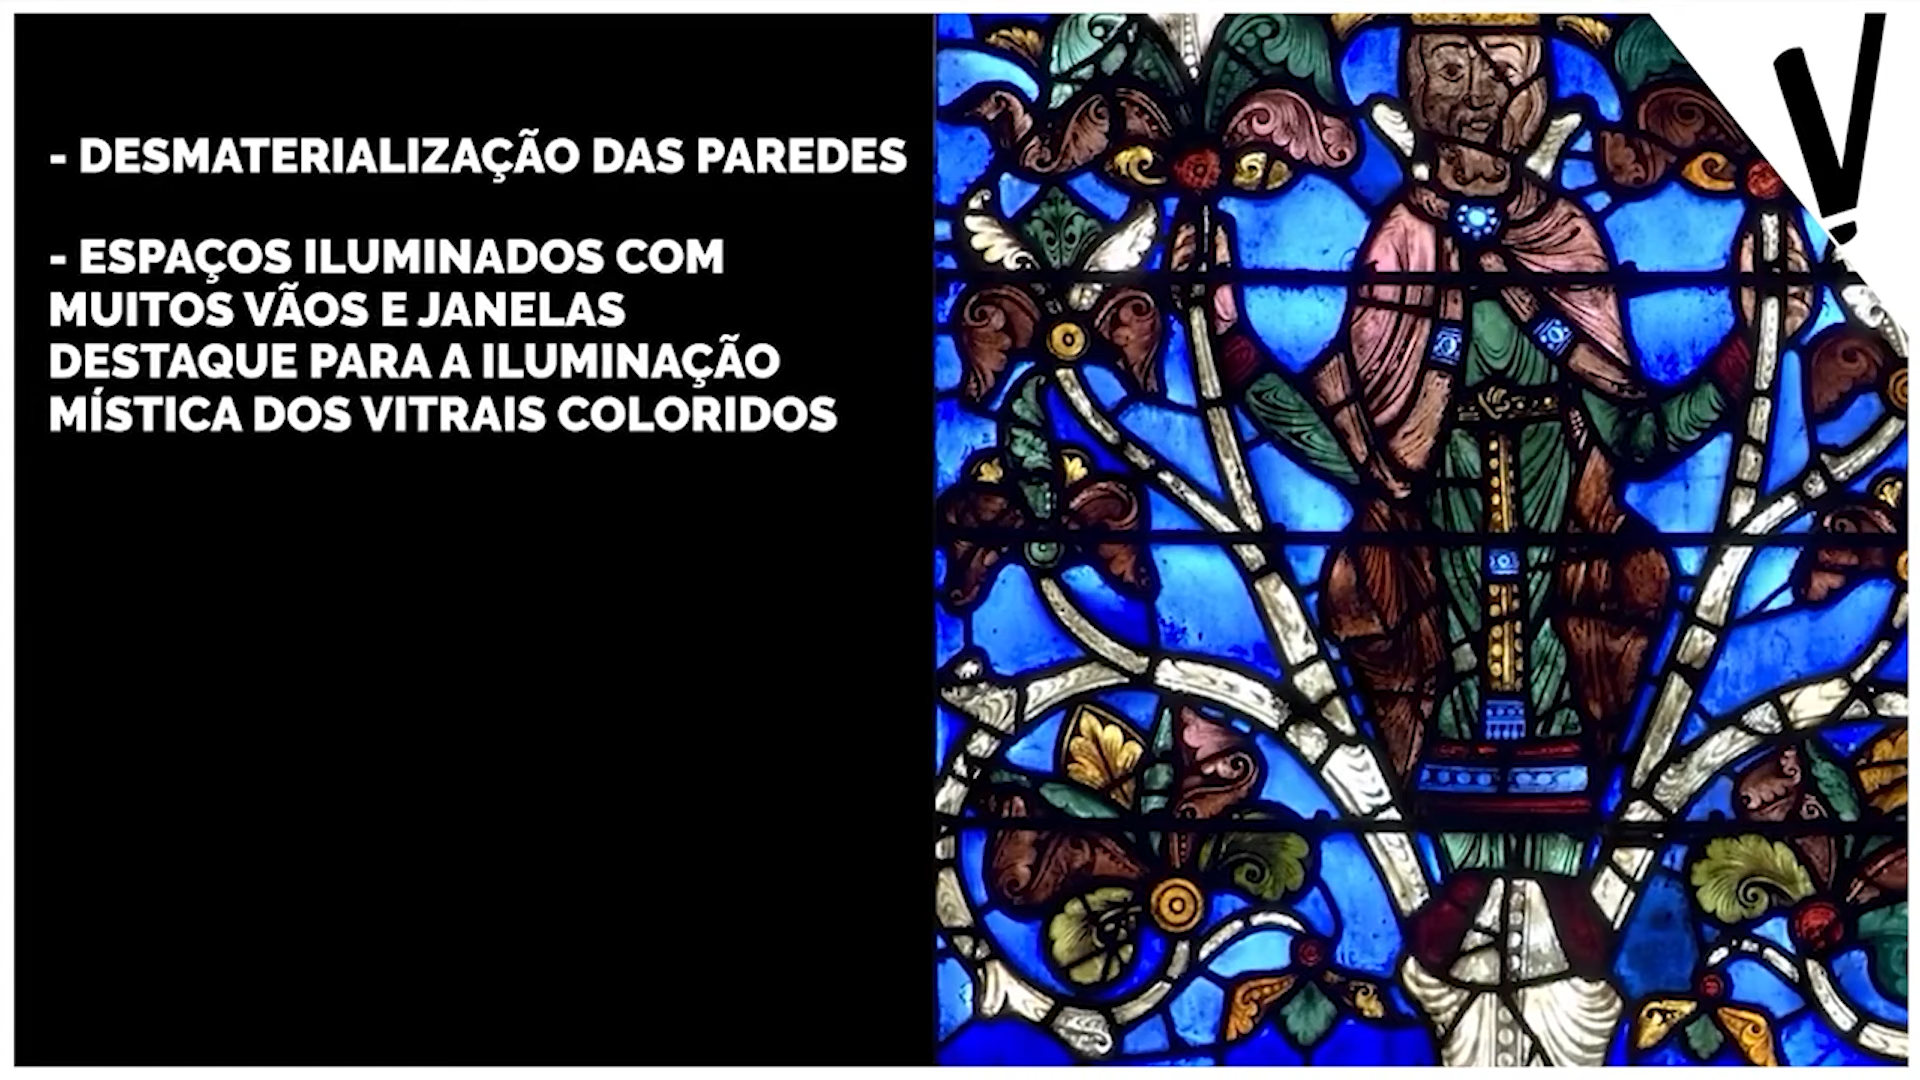 - DESMATERIALIZAÇÃO DAS PAREDES
- ESPAÇOS ILUMINADOS COM
MUITOS VÃOS E JANELAS
DESTAQUE PARA A ILUMINAÇÃO
MÍSTICA DOS VITRAIS COLORIDOS